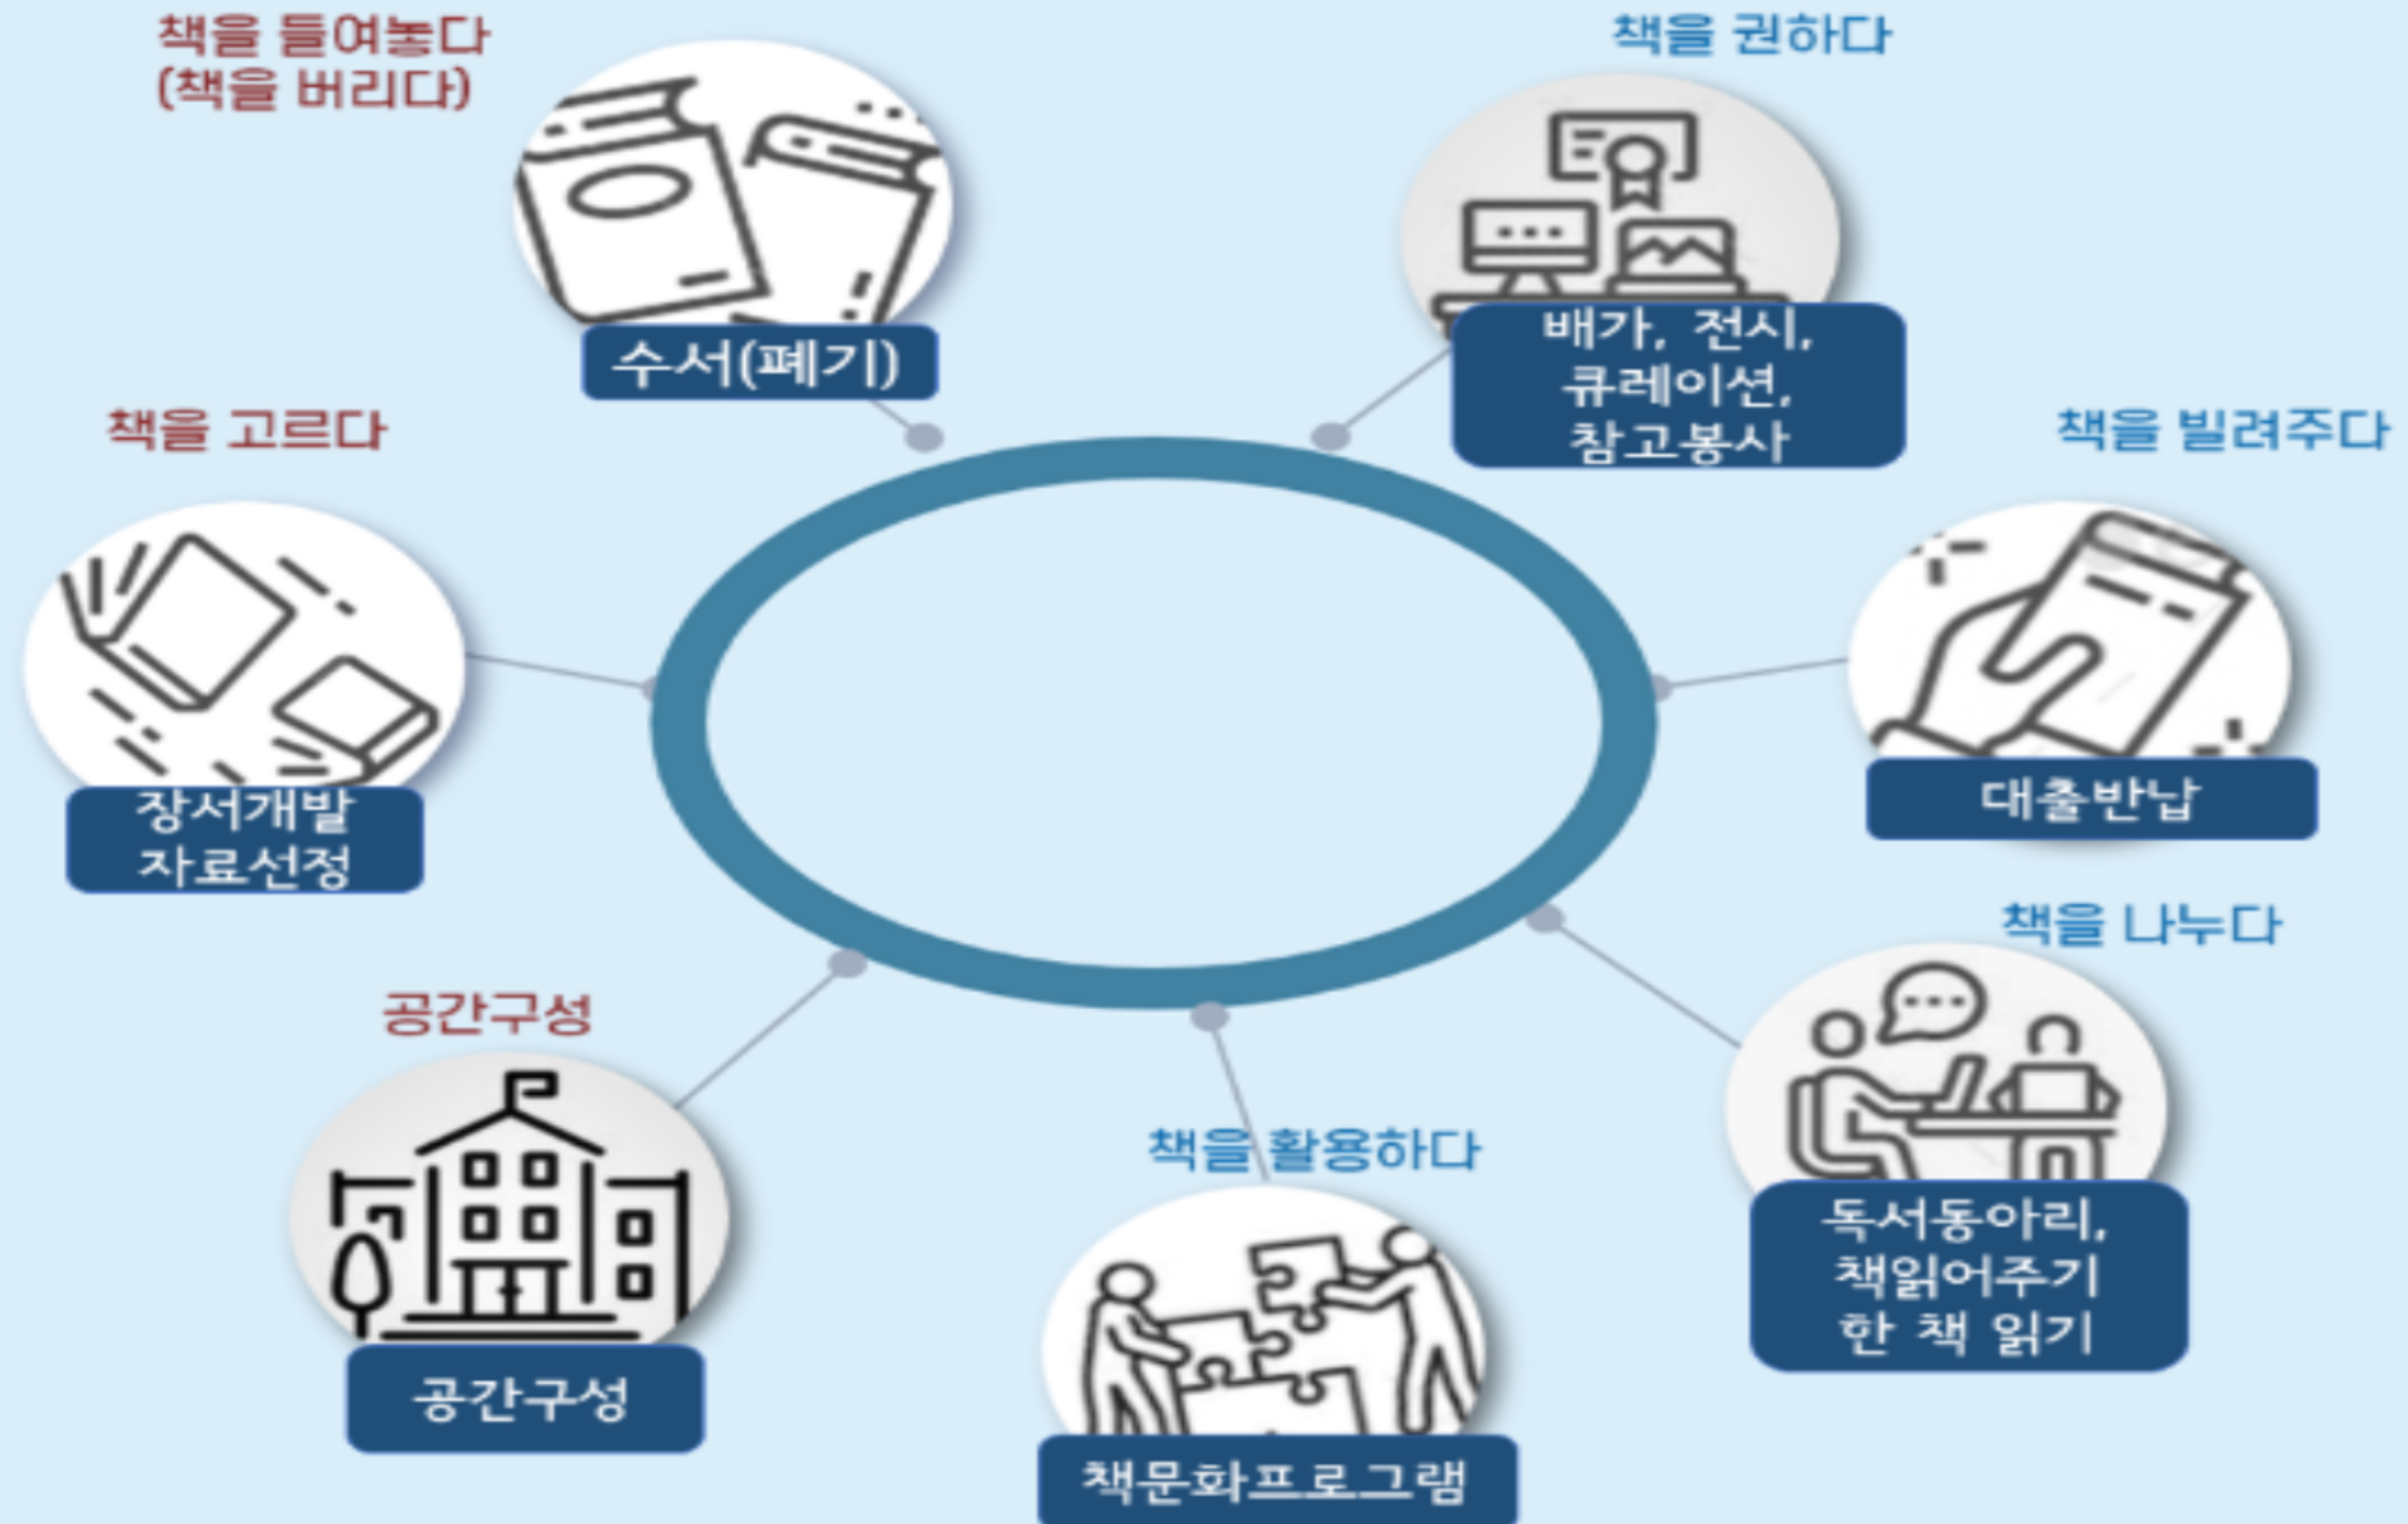 책을 들여놓다
(책을 버리다)
수서(폐기)
책을 권하다
배가, 전시,
큐레이션,
참고봉사
책을 고르다
장서개발
자료선정
책을 빌려주다
대출반납
책을 나누다
독서동아리,
책읽어주기
한 책 읽기
공간구성
공간구성
책을 활용하다
책문화프로그램